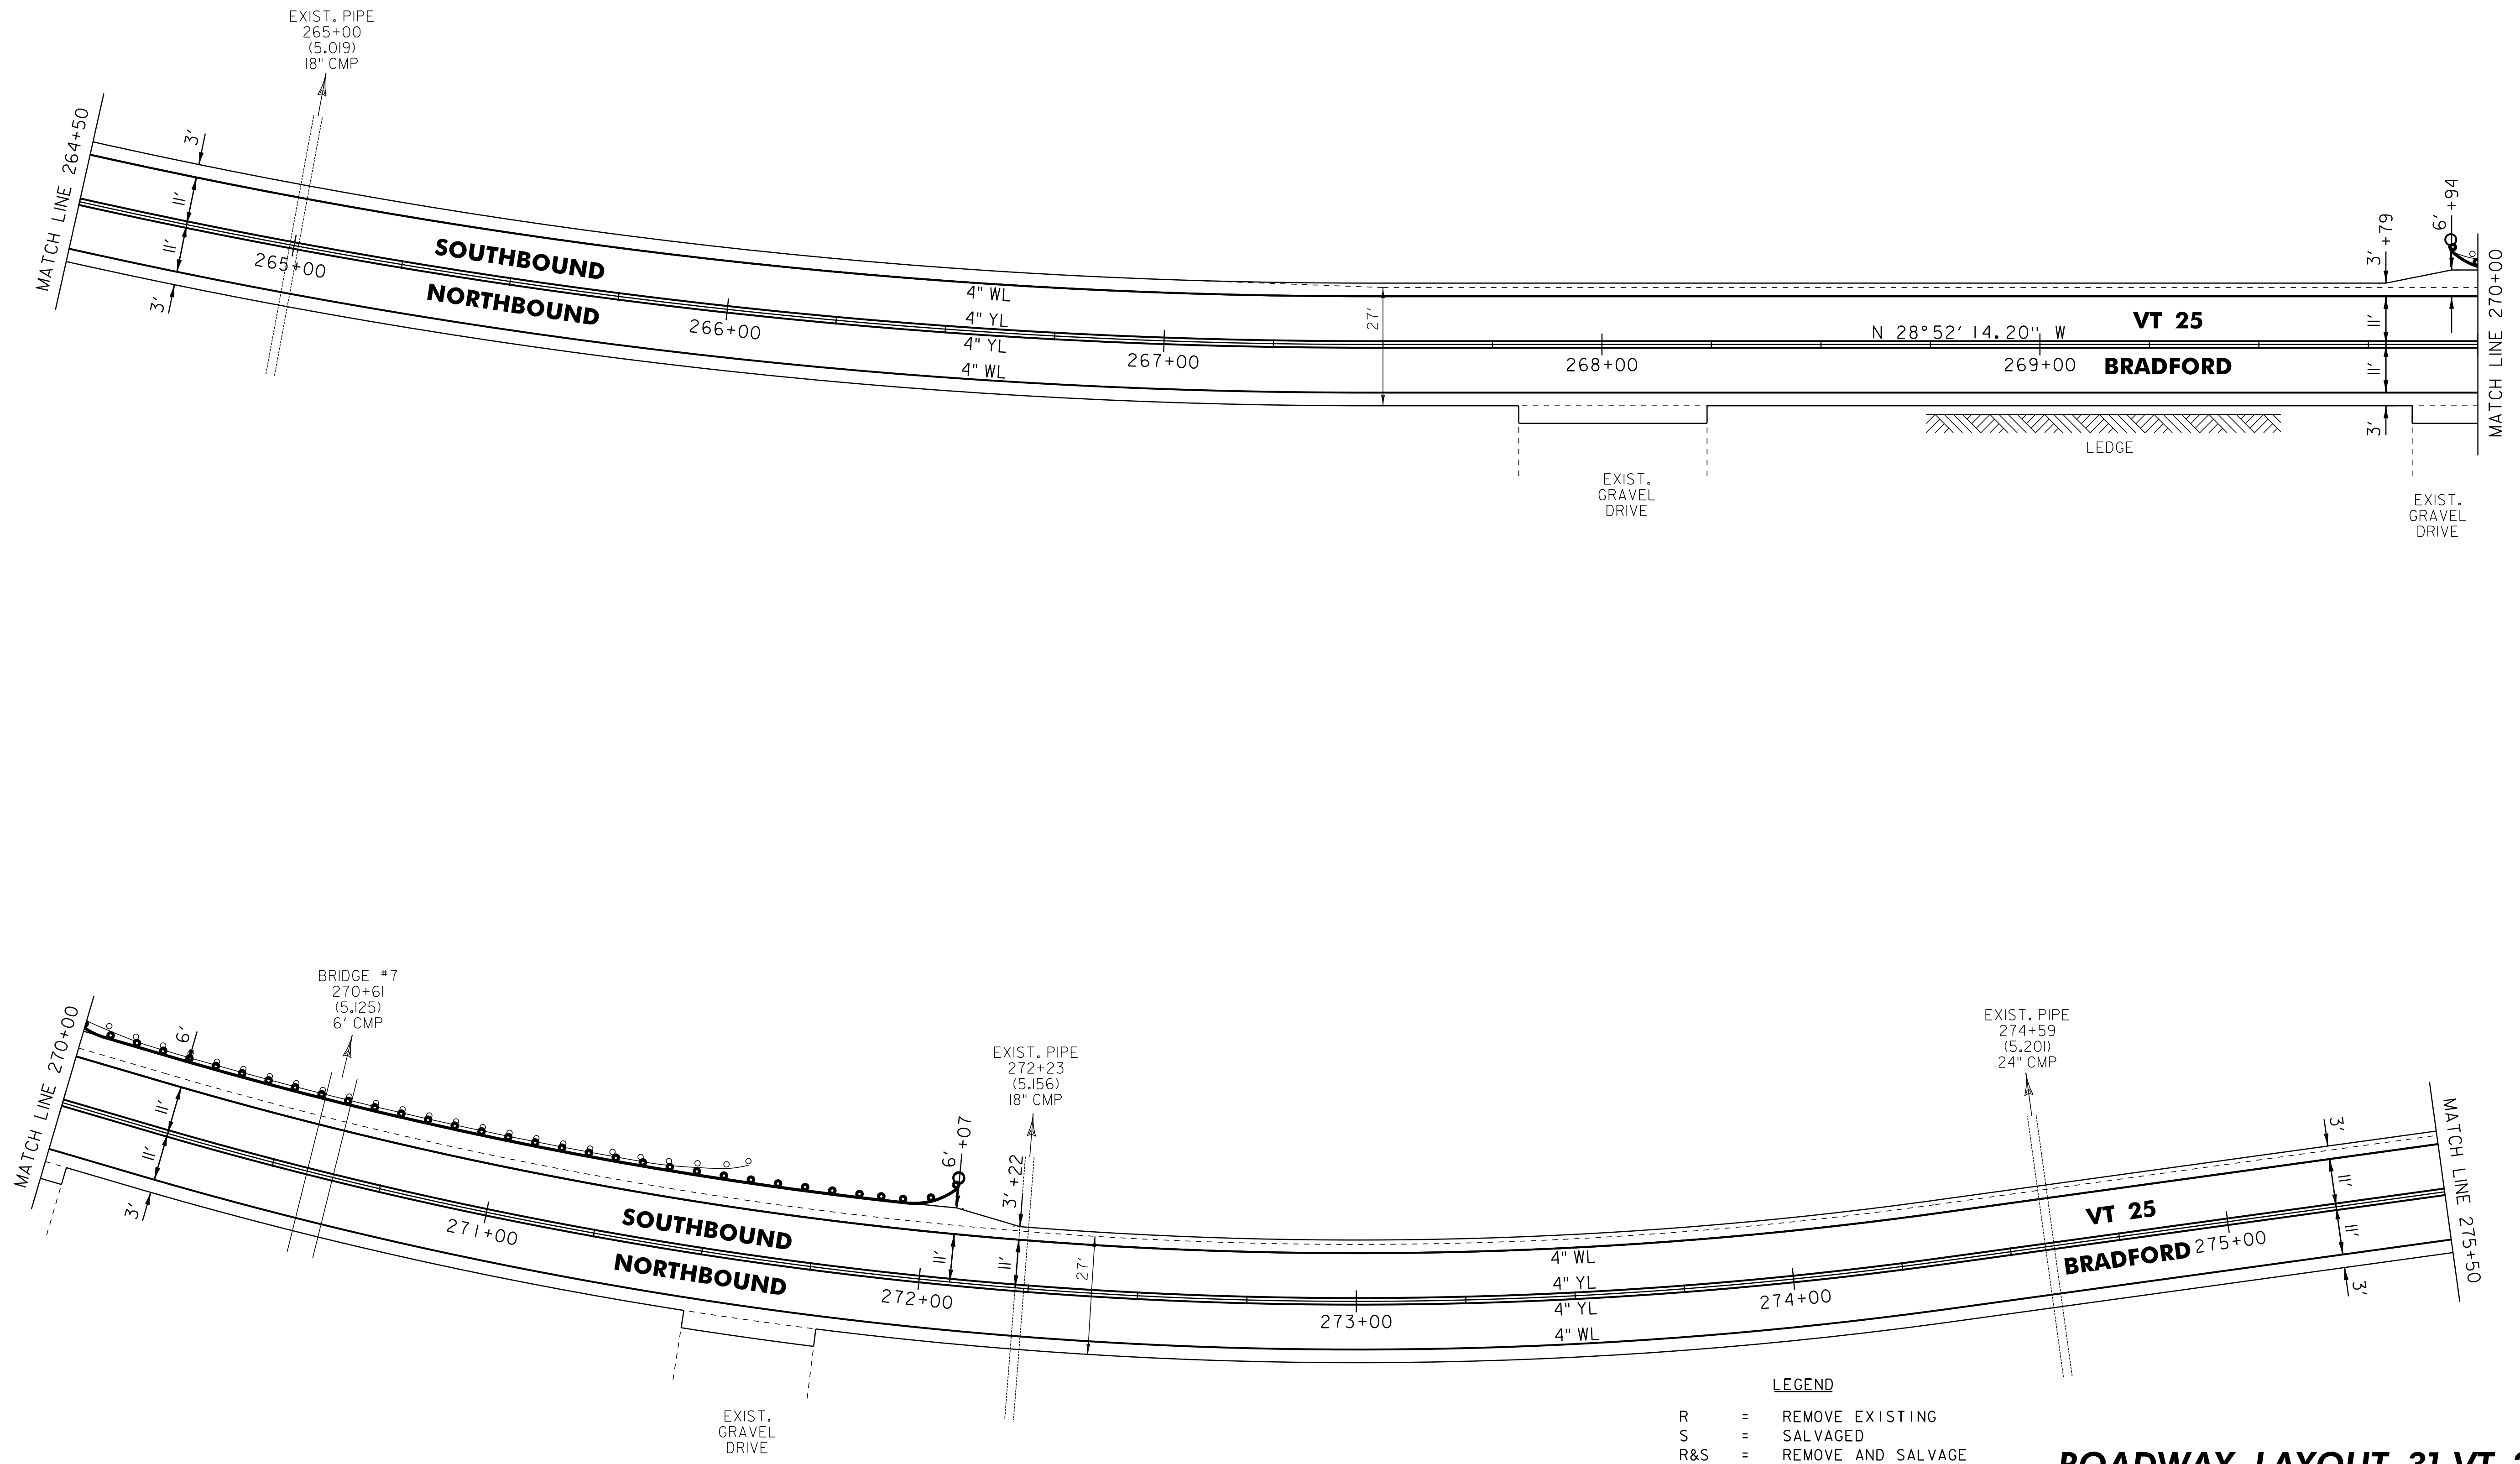 EXIST. PIPE
265+00
(5.019)
18" CMP
MATCH LINE 264+50
3'
11'
11'
3'
265+00
SOUTHBOUND
NORTHBOUND
266+00
4" WL
4" YL
4" YL
4" WL
267+00
27'
268+00
N 28°52' 14.20" W
269+00
VT 25
BRADFORD
3' +79
6' +94
11'
11'
3'
MATCH LINE 270+00
LEDGE
EXIST.
GRAVEL
DRIVE
EXIST.
GRAVEL
DRIVE
BRIDGE #7
270+61
(5.125)
6' CMP
MATCH LINE 270+00
6'
11'
11'
3'
271+00
SOUTHBOUND
NORTHBOUND
EXIST. PIPE
272+23
(5.156)
18" CMP
6' +07
3' +22
11'
11'
27'
272+00
273+00
4" WL
4" YL
4" YL
4" WL
274+00
EXIST. PIPE
274+59
(5.201)
24" CMP
VT 25
BRADFORD
275+00
3'
11'
11'
3'
MATCH LINE 275+50
EXIST.
GRAVEL
DRIVE
LEGEND
R = REMOVE EXISTING
S = SALVAGED
R&S = REMOVE AND SALVAGE
ROADWAY LAYOUT 31 VT